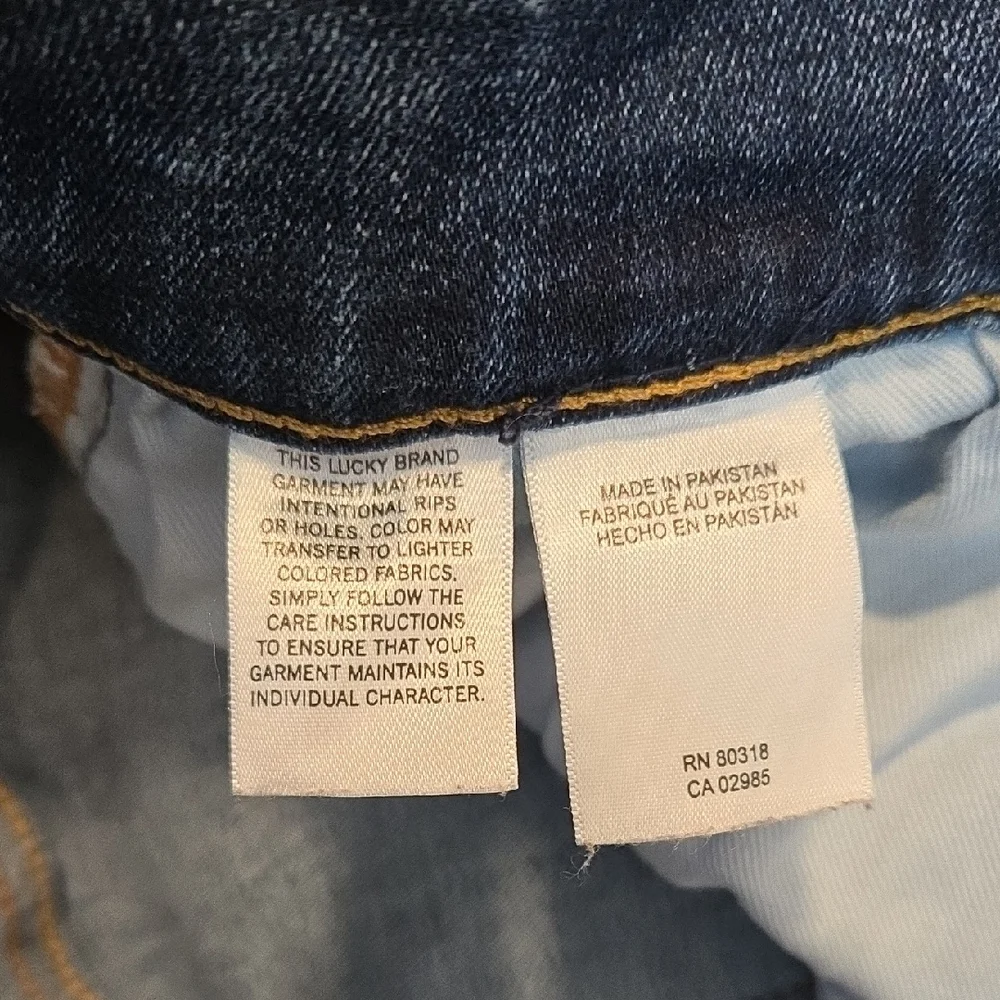 THIS LUCKY BRAND
GARMENT MAY HAVE
INTENTIONAL RIPS
OR HOLES. COLOR MAY
TRANSFER TO LIGHTER
COLORED FABRICS.
SIMPLY FOLLOW THE
CARE INSTRUCTIONS
TO ENSURE THAT YOUR
GARMENT MAINTAINS ITS
INDIVIDUAL CHARACTER.
MADE IN PAKISTAN
FABRIQUÉ AU PAKISTAN
HECHO EN PAKISTÁN
RN 80318
CA 02985